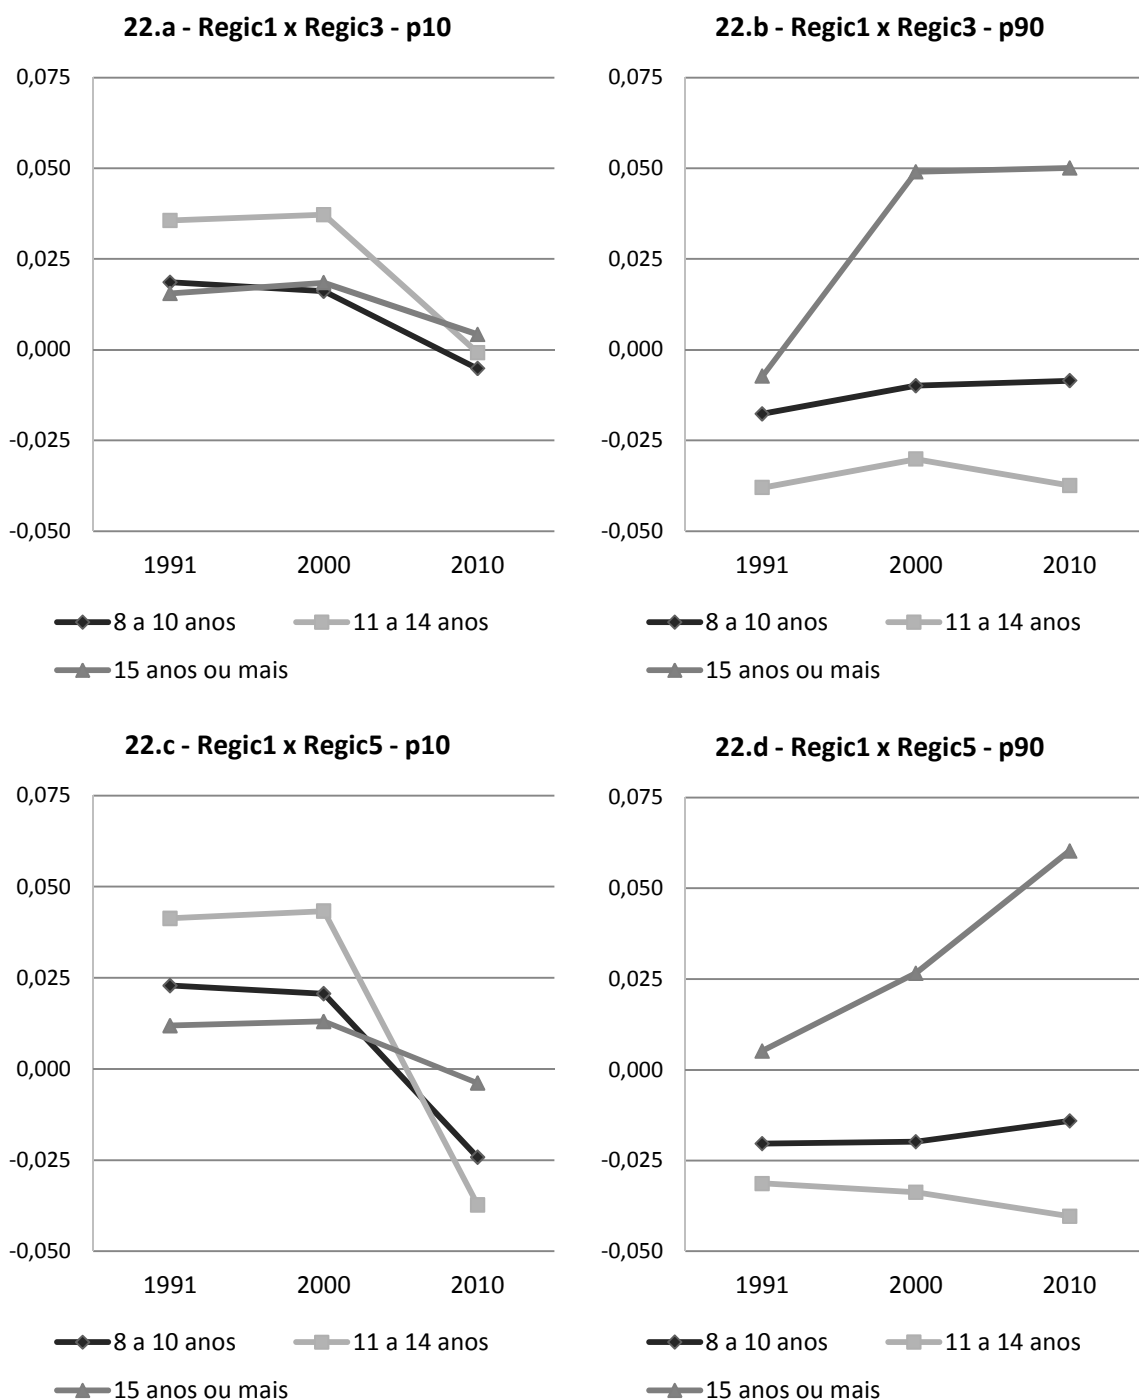 22.a - Regic1 x Regic3 - p10
0,075
0,050
0,025
0,000
-0,025
-0,050
1991 2000 2010
8 a 10 anos 11 a 14 anos
15 anos ou mais
22.b - Regic1 x Regic3 - p90
0,075
0,050
0,025
0,000
-0,025
-0,050
1991 2000 2010
8 a 10 anos 11 a 14 anos
15 anos ou mais
22.c - Regic1 x Regic5 - p10
0,075
0,050
0,025
0,000
-0,025
-0,050
1991 2000 2010
8 a 10 anos 11 a 14 anos
15 anos ou mais
22.d - Regic1 x Regic5 - p90
0,075
0,050
0,025
0,000
-0,025
-0,050
1991 2000 2010
8 a 10 anos 11 a 14 anos
15 anos ou mais